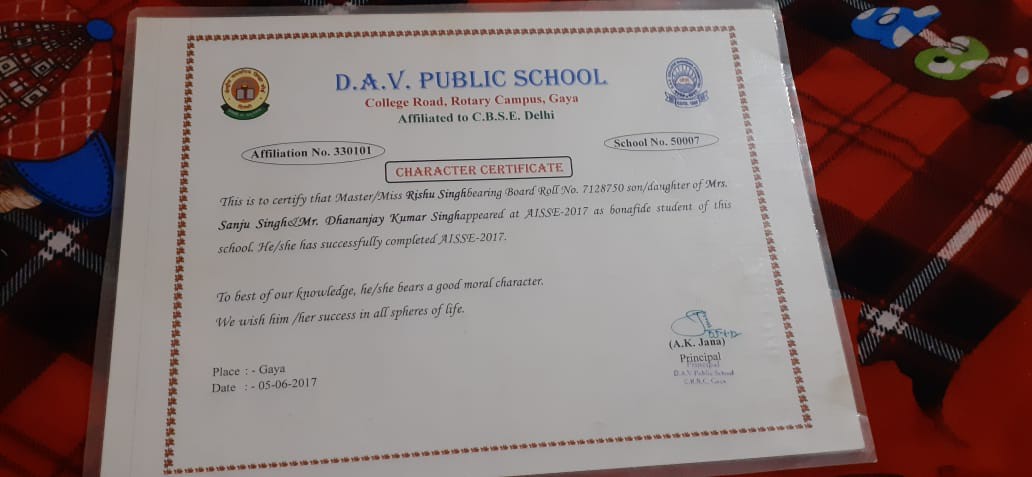 D.A.V. PUBLIC SCHOOL
College Road, Rotary Campus, Gaya
Affiliated to C.B.S.E. Delhi
Affiliation No. 330101
School No. 50007
CHARACTER CERTIFICATE
This is to certify that Master/Miss Rishu Singhbearing Board Roll No. 7128750 son/daughter of Mrs.
Sanju Singh&Mr. Dhananjay Kumar Singhappeared at AISSE-2017 as bonafide student of this
school. He/she has successfully completed AISSE-2017.
To best of our knowledge, he/she bears a good moral character.
We wish him /her success in all spheres of life.
(A.K. Jana)
Principal
Principal
D.A.V. Public School
C.R.R.C. Gaya
Place : - Gaya
Date : - 05-06-2017